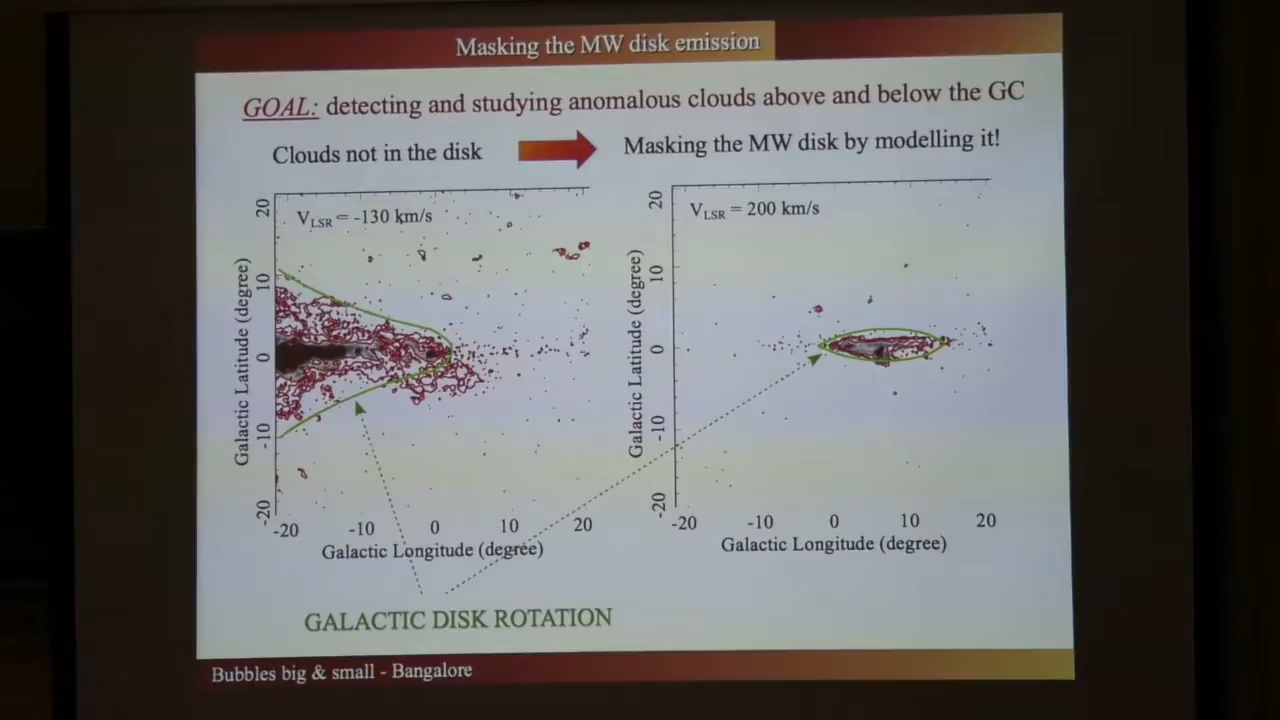 Masking the MW disk emission
GOAL: detecting and studying anomalous clouds above and below the GC
Clouds not in the disk
Masking the MW disk by modelling it!
VLSR = -130 km/s
Galactic Latitude (degree)
20
10
0
-10
-20
-20 -10 0 10 20
Galactic Longitude (degree)
VLSR = 200 km/s
Galactic Latitude (degree)
20
10
0
-10
-20
-20 -10 0 10 20
Galactic Longitude (degree)
GALACTIC DISK ROTATION
Bubbles big & small - Bangalore